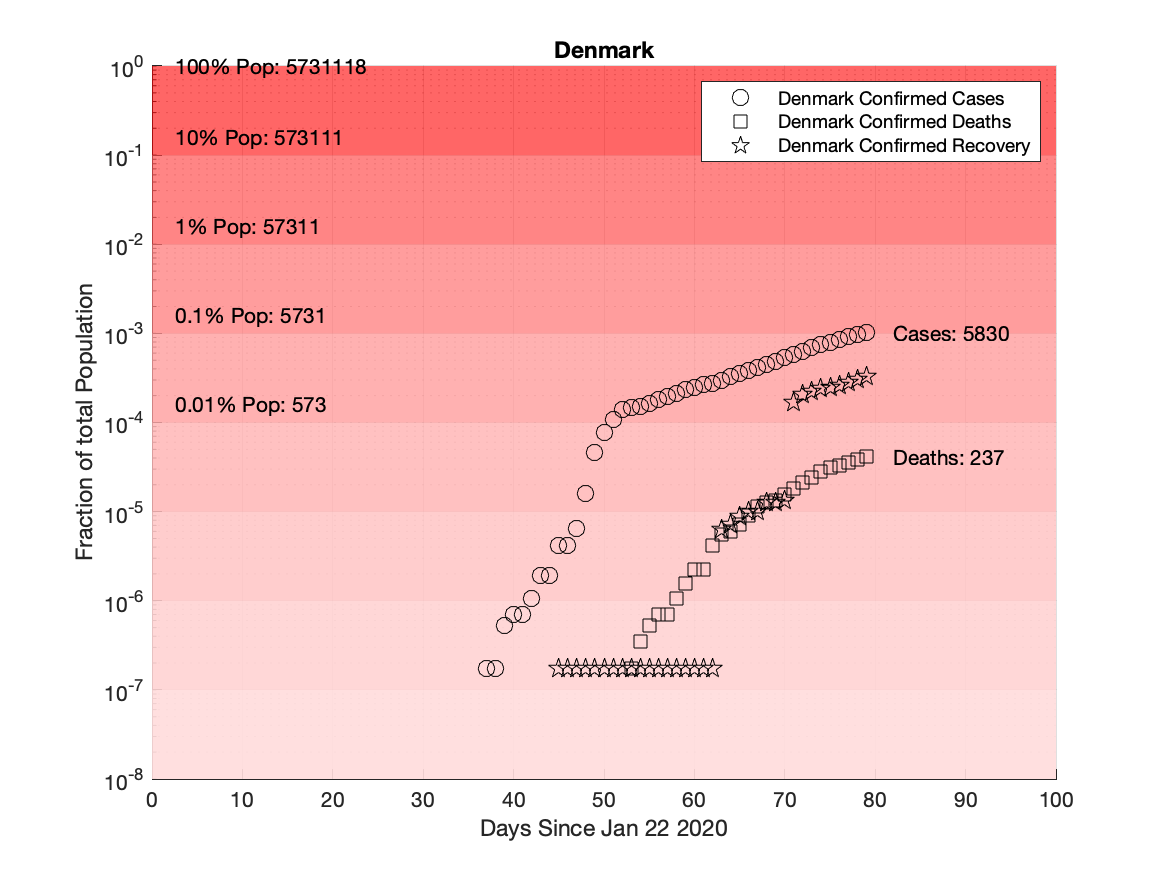 Denmark
10^0
100% Pop: 5731118
Denmark Confirmed Cases
Denmark Confirmed Deaths
Denmark Confirmed Recovery
10% Pop: 573111
10^-1
1% Pop: 57311
10^-2
0.1% Pop: 5731
10^-3
Cases: 5830
0.01% Pop: 573
10^-4
Deaths: 237
10^-5
10^-6
10^-7
10^-8
Fraction of total Population
0 10 20 30 40 50 60 70 80 90 100
Days Since Jan 22 2020